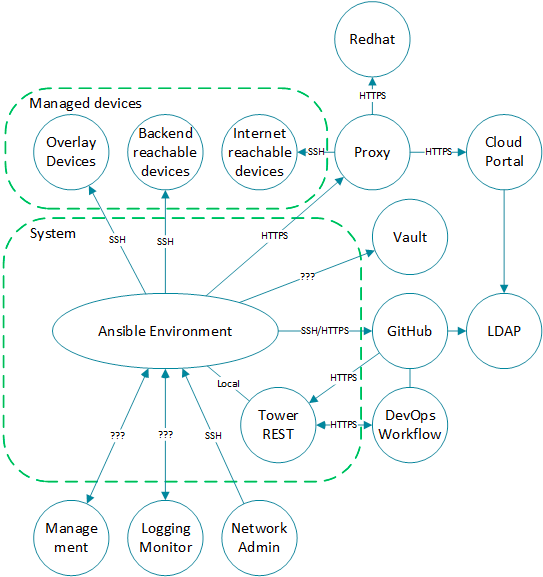 Redhat
HTTPS
Managed devices
Overlay
Devices
Backend
reachable
devices
Internet
reachable
devices
SSH
Proxy
HTTPS
Cloud
Portal
System
SSH
SSH
HTTPS
Vault
???
Ansible Environment
SSH/HTTPS
GitHub
LDAP
HTTPS
Local
Tower
REST
HTTPS
DevOps
Workflow
???
???
SSH
Manage
ment
Logging
Monitor
Network
Admin